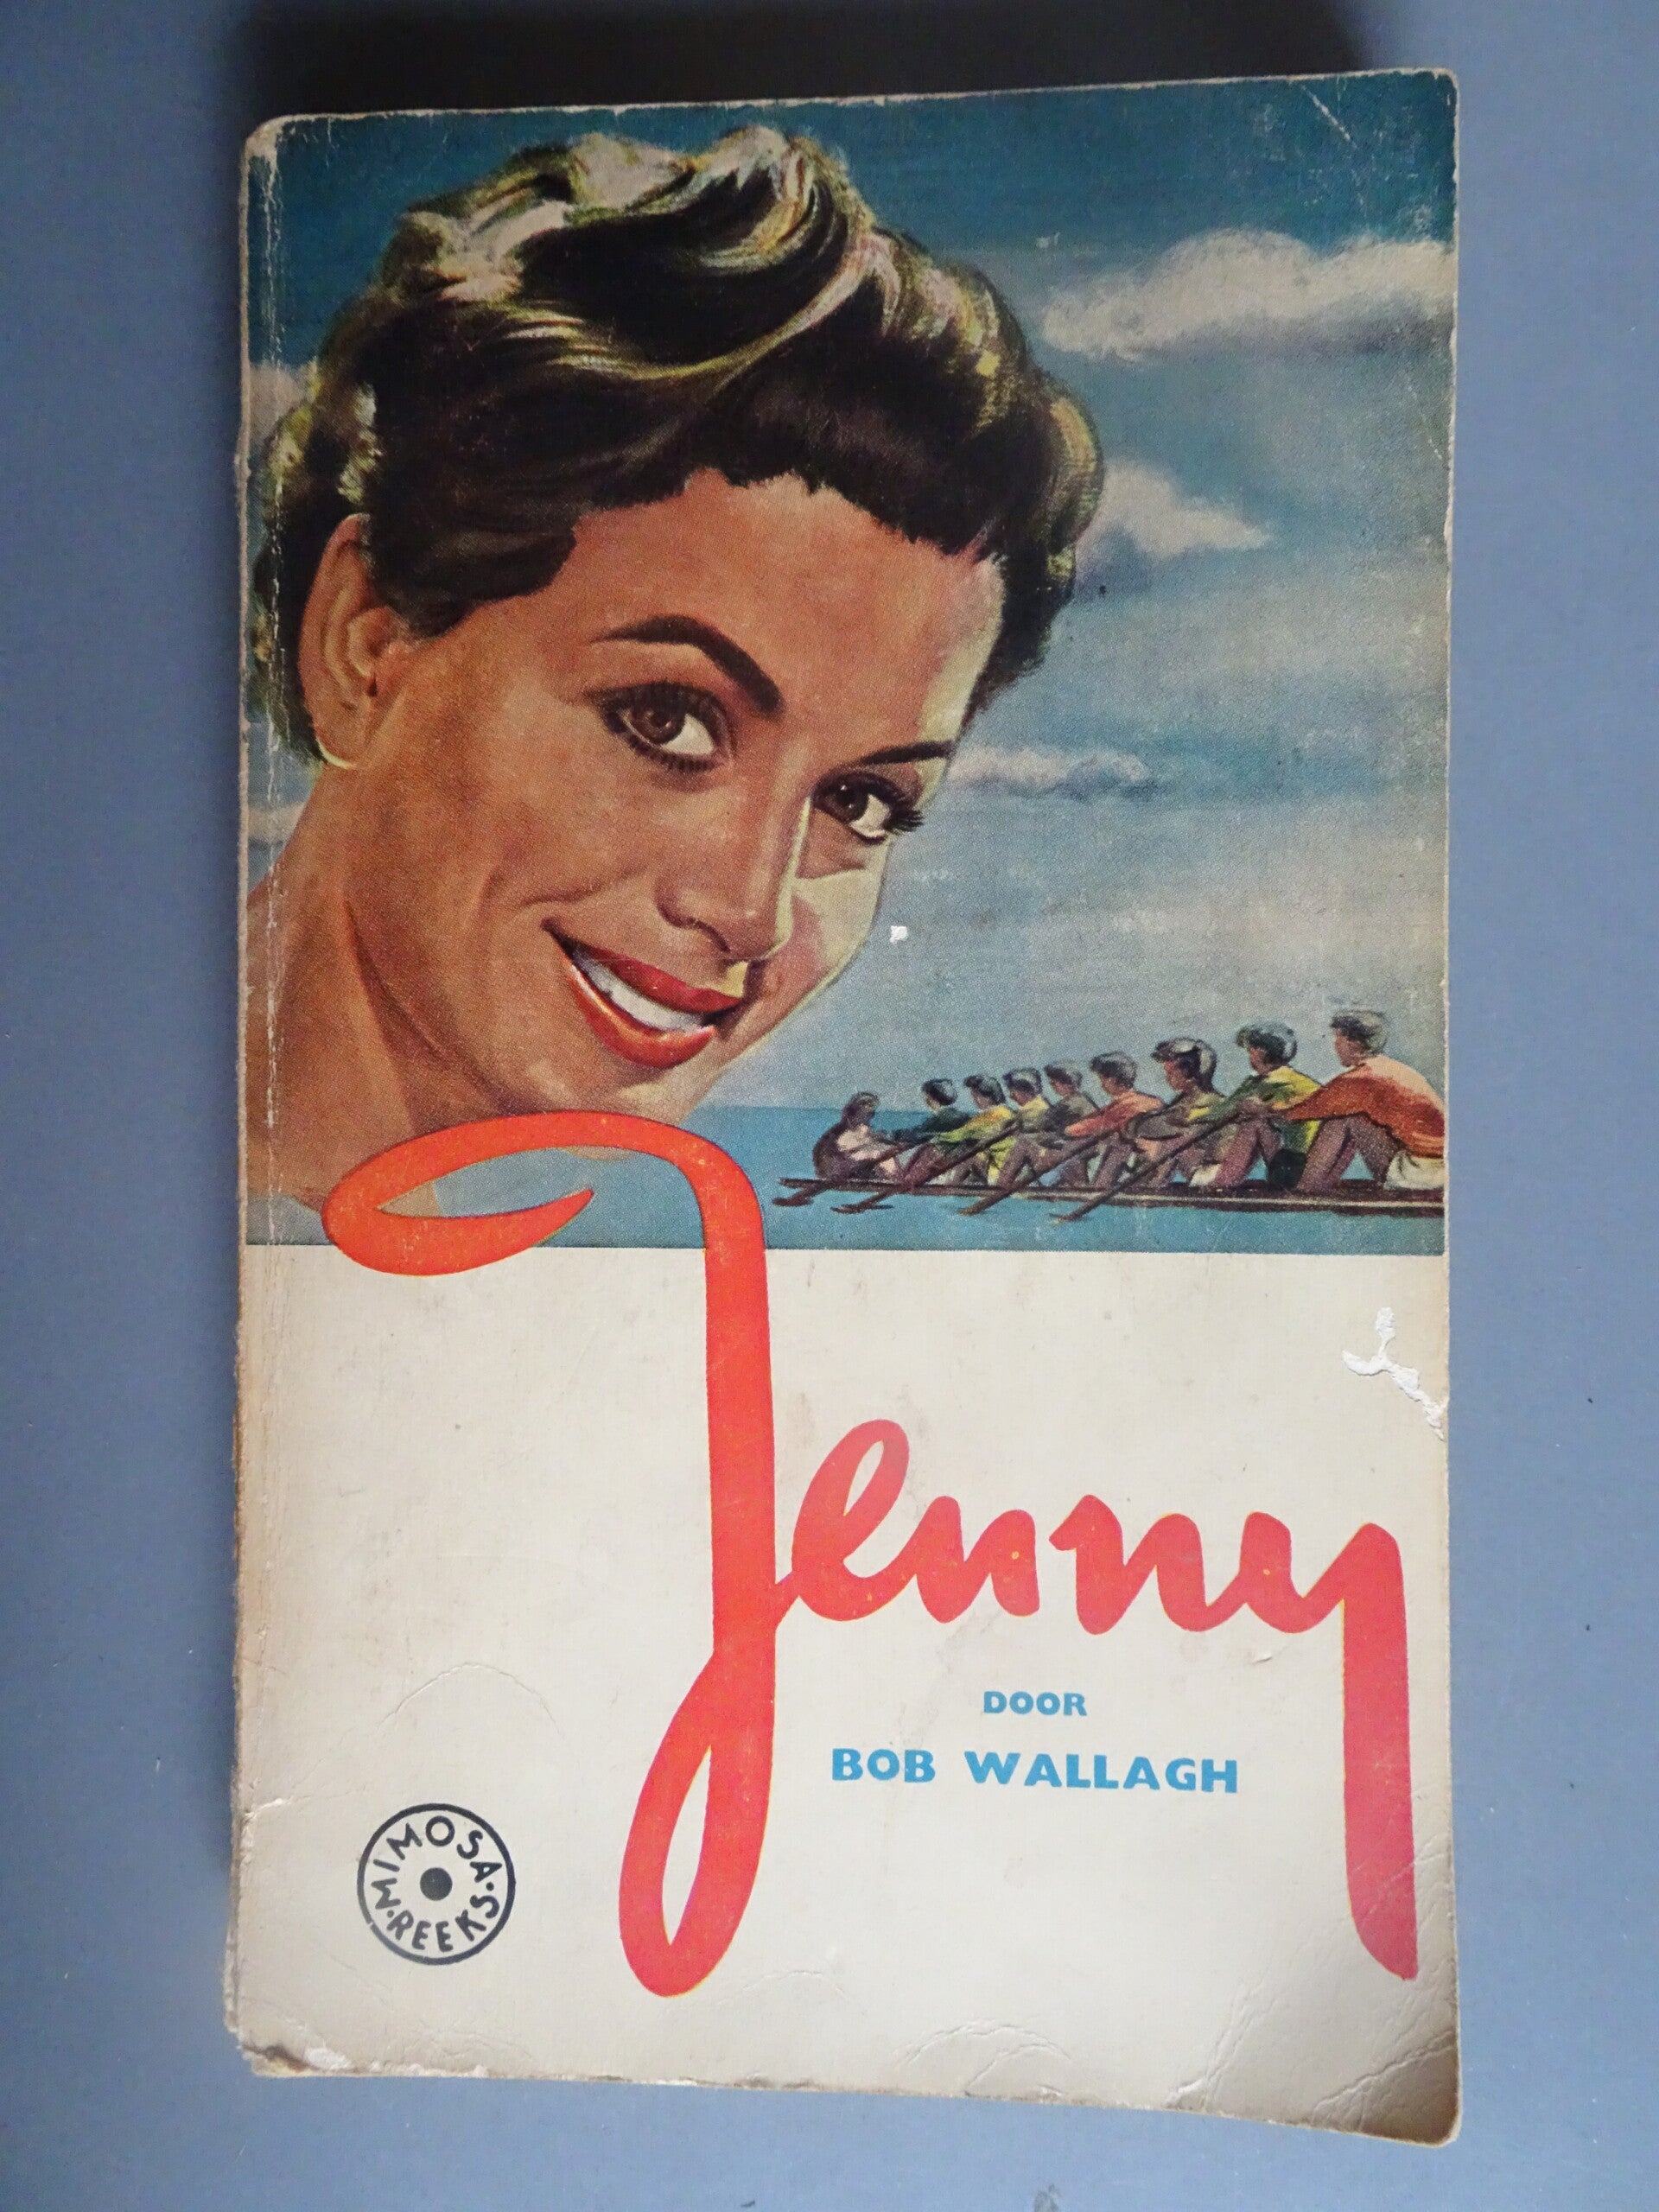 Jenny
DOOR
BOB WALLAGH
MIMOSA·REEKS·